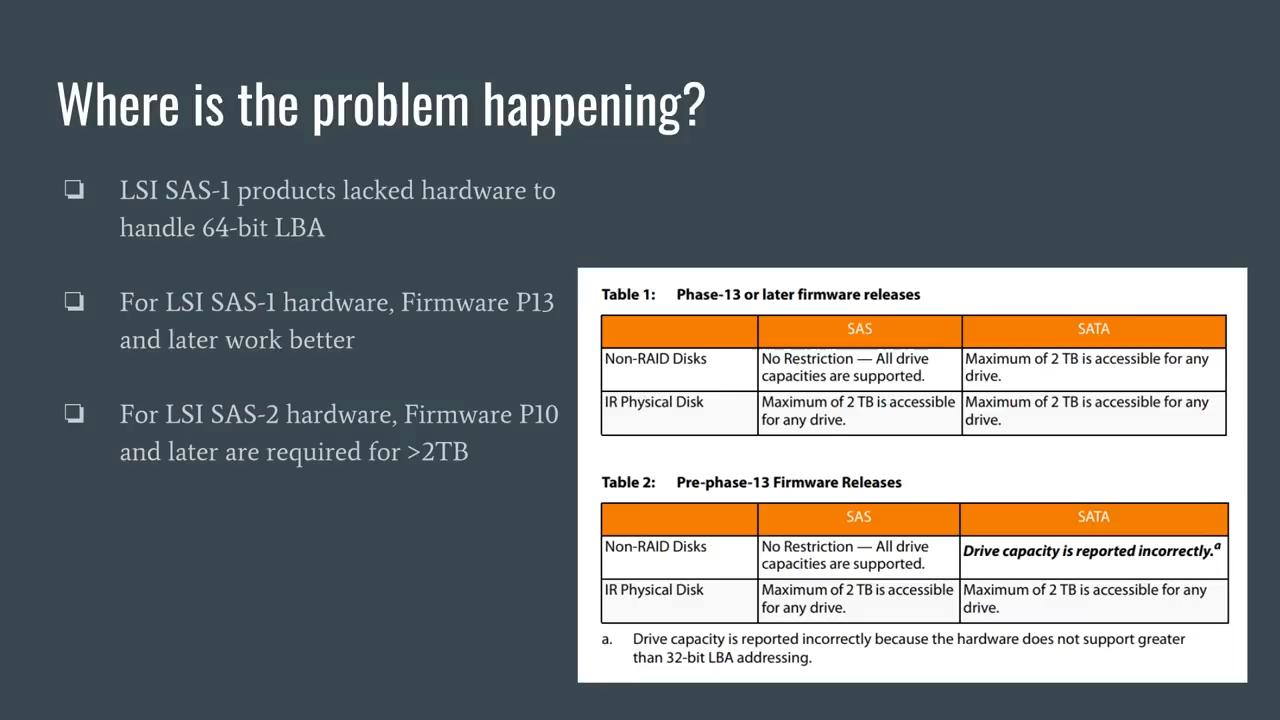 Where is the problem happening?
❏ LSI SAS-1 products lacked hardware to
handle 64-bit LBA
❏ For LSI SAS-1 hardware, Firmware P13
and later work better
❏ For LSI SAS-2 hardware, Firmware P10
and later are required for >2TB
Table 1: Phase-13 or later firmware releases
SAS SATA
Non-RAID Disks No Restriction — All drive Maximum of 2 TB is accessible for any
capacities are supported. drive.
IR Physical Disk Maximum of 2 TB is accessible Maximum of 2 TB is accessible for any
for any drive. drive.
Table 2: Pre-phase-13 Firmware Releases
SAS SATA
Non-RAID Disks No Restriction — All drive Drive capacity is reported incorrectly.a
capacities are supported.
IR Physical Disk Maximum of 2 TB is accessible Maximum of 2 TB is accessible for any
for any drive. drive.
a. Drive capacity is reported incorrectly because the hardware does not support greater
than 32-bit LBA addressing.